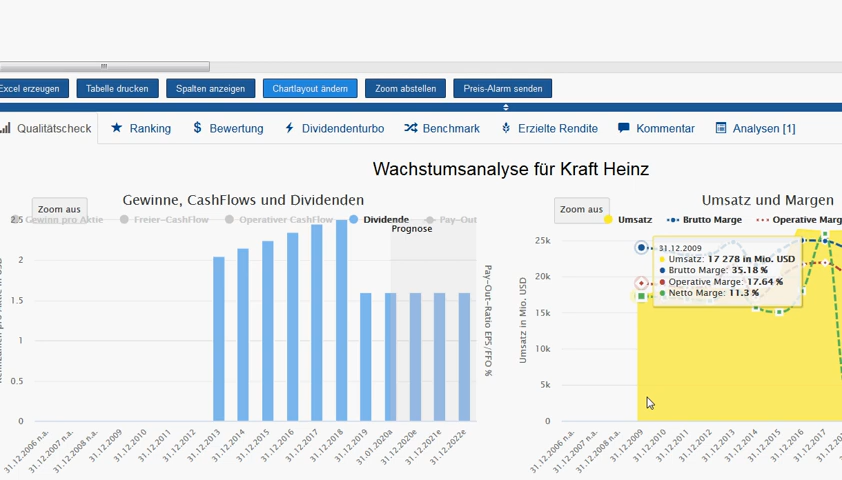 Excel erzeugen Tabelle drucken Spalten anzeigen Chartlayout ändern Zoom abstellen Preis-Alarm senden
Qualitätscheck Ranking Bewertung Dividendenturbo Benchmark Erzielte Rendite Kommentar Analysen [1]
Wachstumsanalyse für Kraft Heinz
Gewinne, CashFlows und Dividenden
Zoom aus
Gewinn pro Aktie Freier-CashFlow Operativer CashFlow Dividende Pay-Out
Prognose
2.5
2
1.5
1
0.5
0
Pay-Out-Ratio EPS/FFO %
31.12.2006 n.a.
31.12.2007 n.a.
31.12.2008 n.a.
31.12.2009
31.12.2010
31.12.2011
31.12.2012
31.12.2013
31.12.2014
31.12.2015
31.12.2016
31.12.2017
31.12.2018
31.12.2019
31.01.2020a
31.12.2020e
31.12.2021e
31.12.2022e
Umsatz und Margen
Zoom aus
Umsatz Brutto Marge Operative Marg
25k
20k
15k
10k
5k
0
Umsatz in Mio. USD
31.12.2009
Umsatz: 17 278 in Mio. USD
Brutto Marge: 35.18 %
Operative Marge: 17.64 %
Netto Marge: 11.3 %
31.12.2006 n.a.
31.12.2007 n.a.
31.12.2008 n.a.
31.12.2009
31.12.2010
31.12.2011
31.12.2012
31.12.2013
31.12.2014
31.12.2015
31.12.2016
31.12.2017